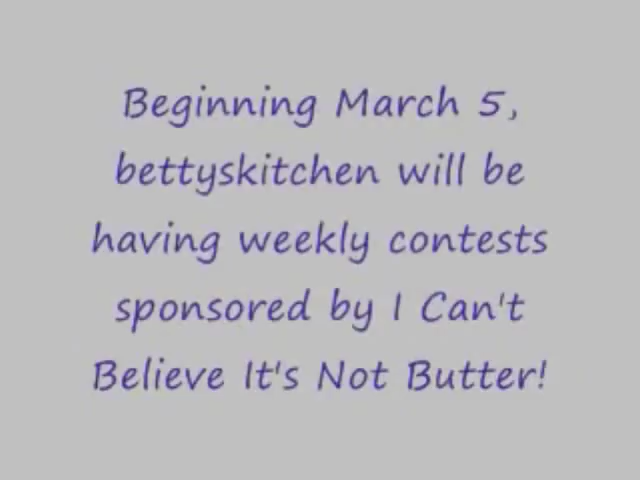 Beginning March 5,
bettyskitchen will be
having weekly contests
sponsored by I Can't
Believe It's Not Butter!